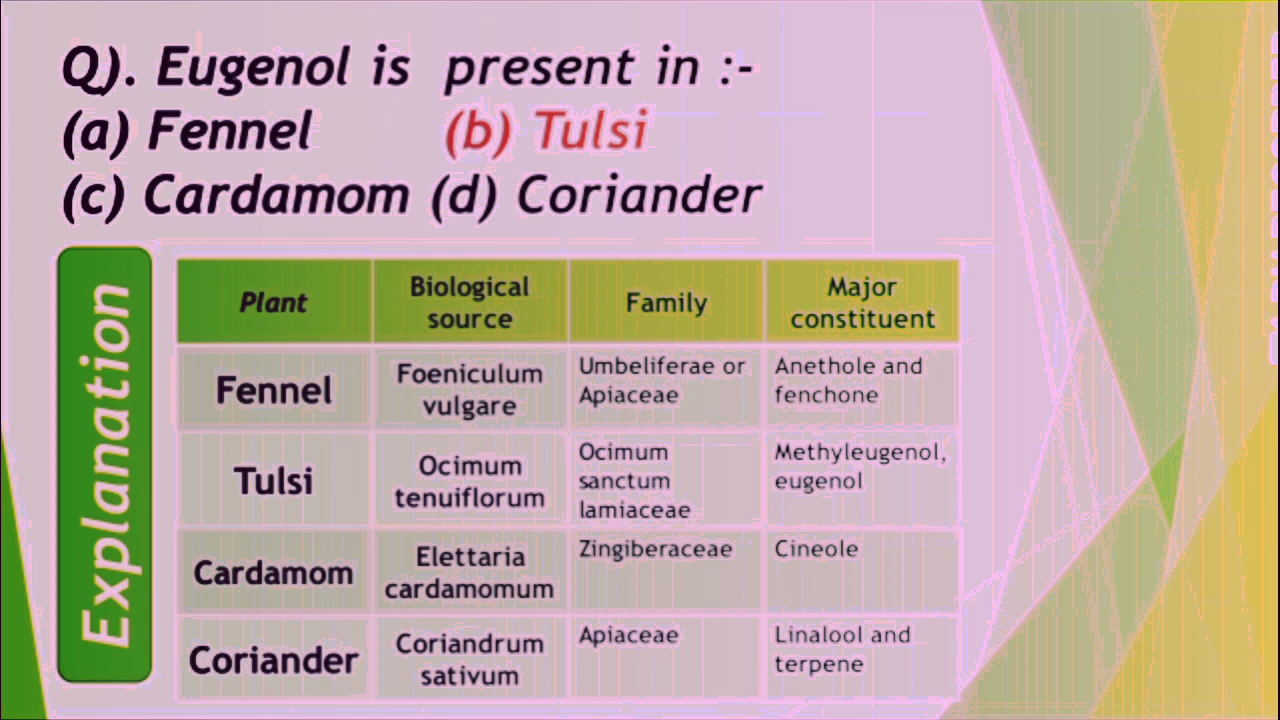 Q). Eugenol is present in :-
(a) Fennel (b) Tulsi
(c) Cardamom (d) Coriander
Explanation
Plant
Biological
source
Family
Major
constituent
Fennel
Foeniculum
vulgare
Umbeliferae or
Apiaceae
Anethole and
fenchone
Tulsi
Ocimum
tenuiflorum
Ocimum
sanctum
lamiaceae
Methyleugenol,
eugenol
Cardamom
Elettaria
cardamomum
Zingiberaceae
Cineole
Coriander
Coriandrum
sativum
Apiaceae
Linalool and
terpene